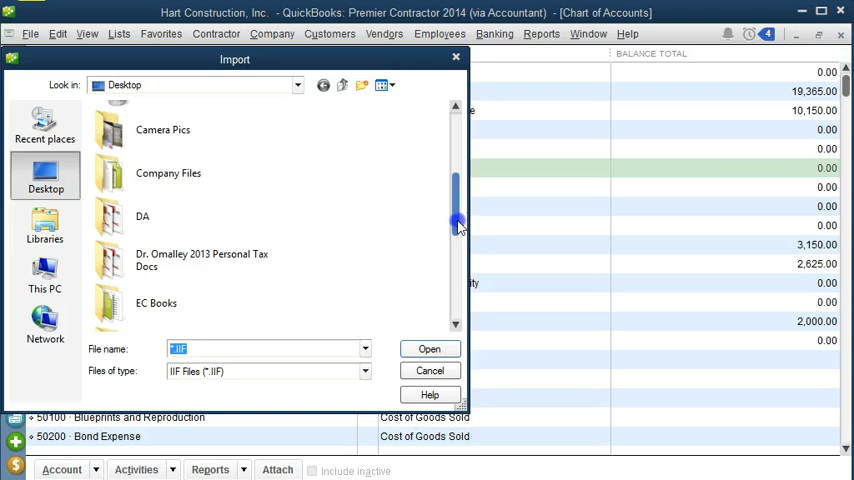 Hart Construction, Inc. - QuickBooks: Premier Contractor 2014 (via Accountant) - [Chart of Accounts]
File Edit View Lists Favorites Contractor Company Customers Vendors Employees Banking Reports Window Help
4
Import
BALANCE TOTAL
Look in:
Desktop
Recent places
Desktop
Libraries
This PC
Network
Camera Pics
Company Files
DA
Dr. Omalley 2013 Personal Tax
Docs
EC Books
File name:
*.IIF
Open
Files of type:
IIF Files (*.IIF)
Cancel
Help
0.00
19,365.00
e
10,150.00
0.00
0.00
0.00
0.00
0.00
0.00
3,150.00
2,625.00
ity
0.00
0.00
2,000.00
0.00
50100 · Blueprints and Reproduction
Cost of Goods Sold
50200 · Bond Expense
Cost of Goods Sold
Account
Activities
Reports
Attach
Include inactive